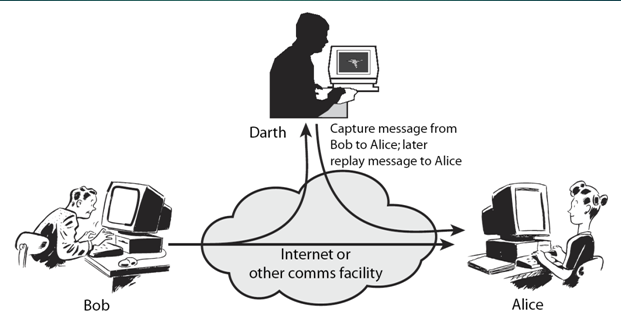 Darth
Capture message from
Bob to Alice; later
replay message to Alice
Internet or
other comms facility
Bob
Alice